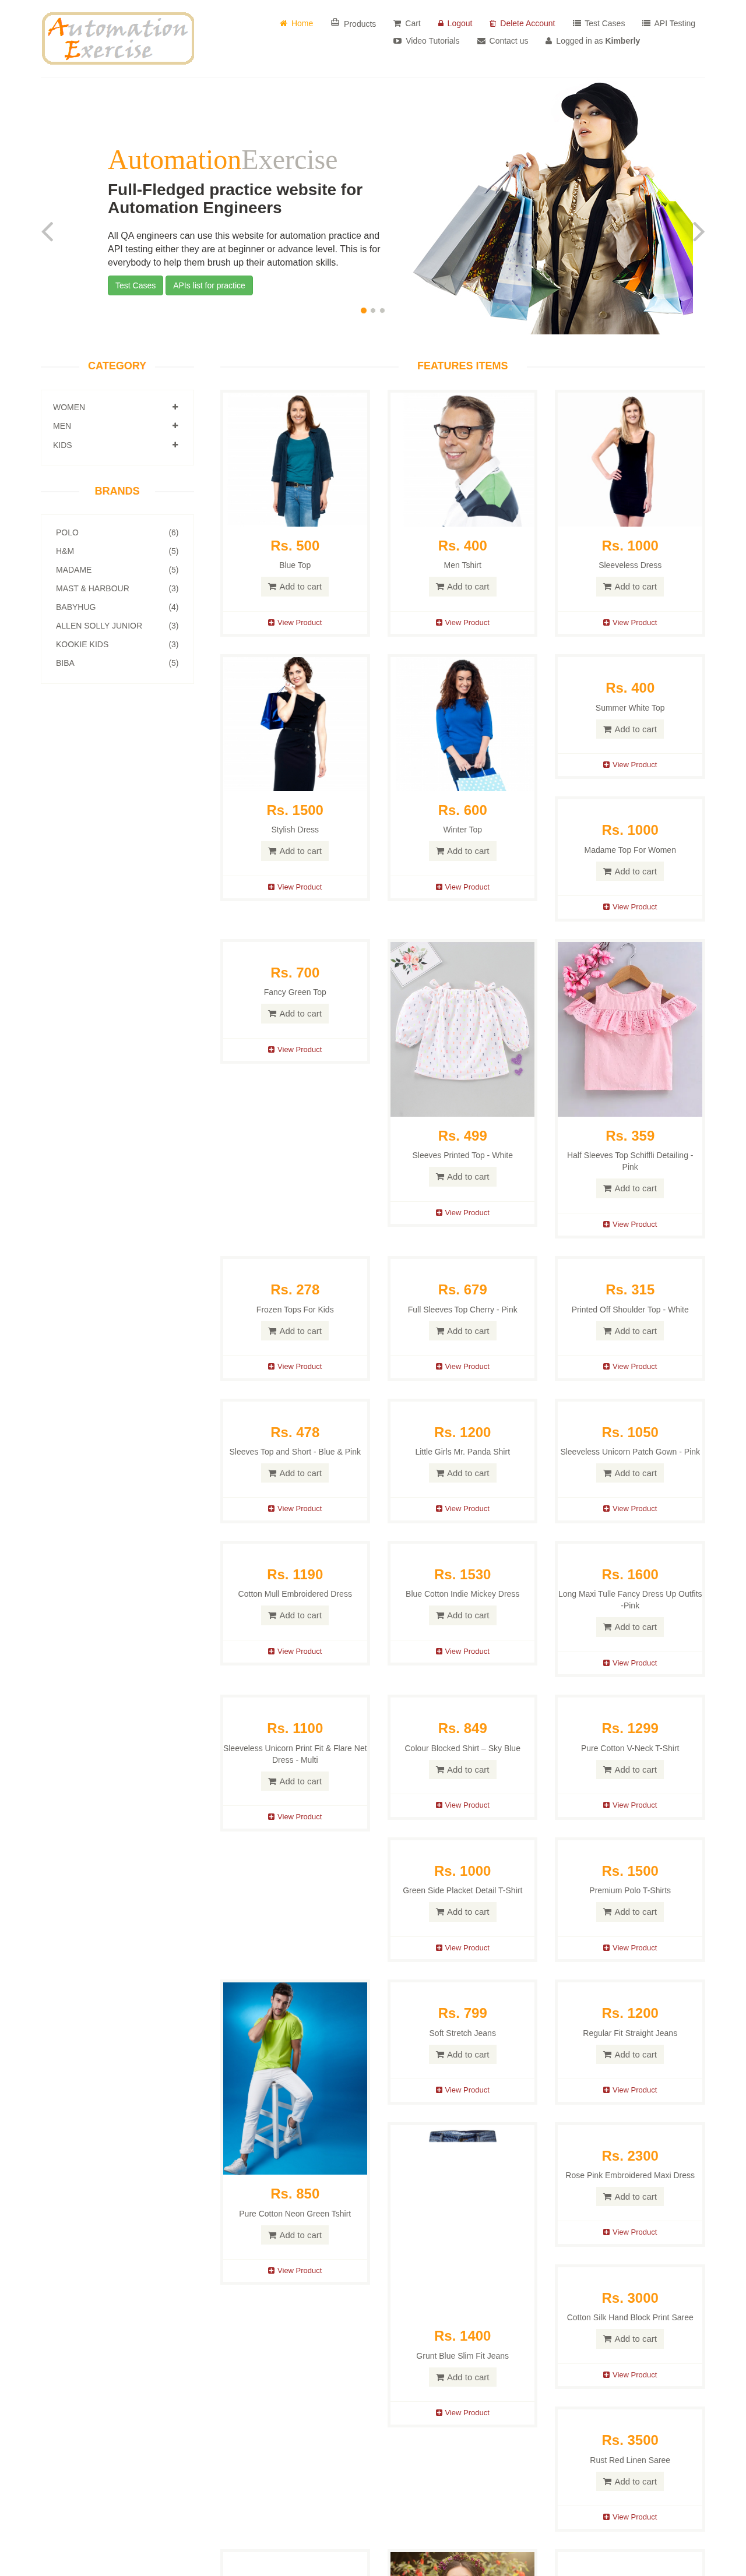 Automation
Exercise
Home
Products
Cart
Logout
Delete Account
Test Cases
API Testing
Video Tutorials
Contact us
Logged in as Kimberly
AutomationExercise
Full-Fledged practice website for
Automation Engineers
All QA engineers can use this website for automation practice and
API testing either they are at beginner or advance level. This is for
everybody to help them brush up their automation skills.
Test Cases
APIs list for practice
CATEGORY
WOMEN
MEN
KIDS
BRANDS
POLO (6)
H&M (5)
MADAME (5)
MAST & HARBOUR (3)
BABYHUG (4)
ALLEN SOLLY JUNIOR (3)
KOOKIE KIDS (3)
BIBA (5)
FEATURES ITEMS
Rs. 500
Blue Top
Add to cart
View Product
Rs. 400
Men Tshirt
Add to cart
View Product
Rs. 1000
Sleeveless Dress
Add to cart
View Product
Rs. 1500
Stylish Dress
Add to cart
View Product
Rs. 600
Winter Top
Add to cart
View Product
Rs. 400
Summer White Top
Add to cart
View Product
Rs. 1000
Madame Top For Women
Add to cart
View Product
Rs. 700
Fancy Green Top
Add to cart
View Product
Rs. 499
Sleeves Printed Top - White
Add to cart
View Product
Rs. 359
Half Sleeves Top Schiffli Detailing -
Pink
Add to cart
View Product
Rs. 278
Frozen Tops For Kids
Add to cart
View Product
Rs. 679
Full Sleeves Top Cherry - Pink
Add to cart
View Product
Rs. 315
Printed Off Shoulder Top - White
Add to cart
View Product
Rs. 478
Sleeves Top and Short - Blue & Pink
Add to cart
View Product
Rs. 1200
Little Girls Mr. Panda Shirt
Add to cart
View Product
Rs. 1050
Sleeveless Unicorn Patch Gown - Pink
Add to cart
View Product
Rs. 1190
Cotton Mull Embroidered Dress
Add to cart
View Product
Rs. 1530
Blue Cotton Indie Mickey Dress
Add to cart
View Product
Rs. 1600
Long Maxi Tulle Fancy Dress Up Outfits
-Pink
Add to cart
View Product
Rs. 1100
Sleeveless Unicorn Print Fit & Flare Net
Dress - Multi
Add to cart
View Product
Rs. 849
Colour Blocked Shirt – Sky Blue
Add to cart
View Product
Rs. 1299
Pure Cotton V-Neck T-Shirt
Add to cart
View Product
Rs. 1000
Green Side Placket Detail T-Shirt
Add to cart
View Product
Rs. 1500
Premium Polo T-Shirts
Add to cart
View Product
Rs. 850
Pure Cotton Neon Green Tshirt
Add to cart
View Product
Rs. 799
Soft Stretch Jeans
Add to cart
View Product
Rs. 1200
Regular Fit Straight Jeans
Add to cart
View Product
Rs. 1400
Grunt Blue Slim Fit Jeans
Add to cart
View Product
Rs. 2300
Rose Pink Embroidered Maxi Dress
Add to cart
View Product
Rs. 3000
Cotton Silk Hand Block Print Saree
Add to cart
View Product
Rs. 3500
Rust Red Linen Saree
Add to cart
View Product